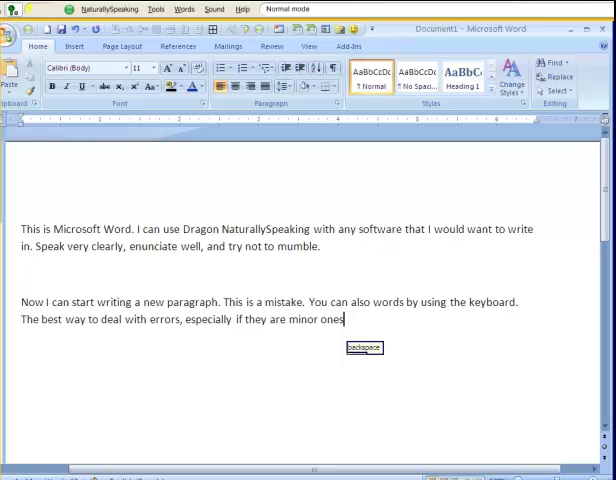 NaturallySpeaking Tools Words Sound Help Normal mode
Document1 - Microsoft Word
Home Insert Page Layout References Mailings Review View Add-Ins
Calibri (Body) 11
AaBbCcDc AaBbCcDc AaBbC
Find
Replace
Select
Paste
¶ Normal ¶ No Spaci... Heading 1
Change
Styles
Font Paragraph Styles Editing
This is Microsoft Word. I can use Dragon NaturallySpeaking with any software that I would want to write
in. Speak very clearly, enunciate well, and try not to mumble.
Now I can start writing a new paragraph. This is a mistake. You can also words by using the keyboard.
The best way to deal with errors, especially if they are minor ones
backspace